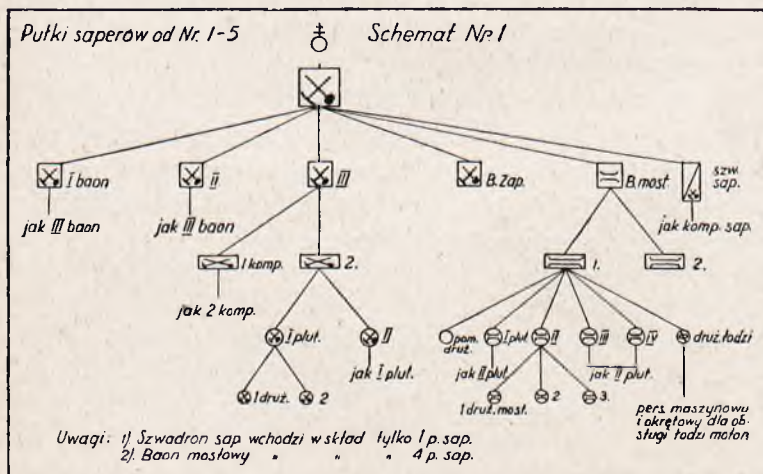 Pułki saperów od Nr. 1-5
Schemat Nr. 1
I baon
II
III
B. Zap.
B. most
szw. sap.
jak III baon
jak III baon
jak komp. sap.
1 komp.
2.
1.
2.
jak 2 komp.
I plut.
II
pom. druż.
I plut
II
III
IV
druż. łodzi
jak I plut.
jak II plut.
jak II plut.
1 druż.
2
1 druż. most.
2
3.
pers. maszynowy
i okrętowy dla ob-
sługi łodzi motor.
Uwagi: 1) Szwadron sap wchodzi w skład tylko 1 p. sap.
2). Baon mostowy " " " 4 p. sap.